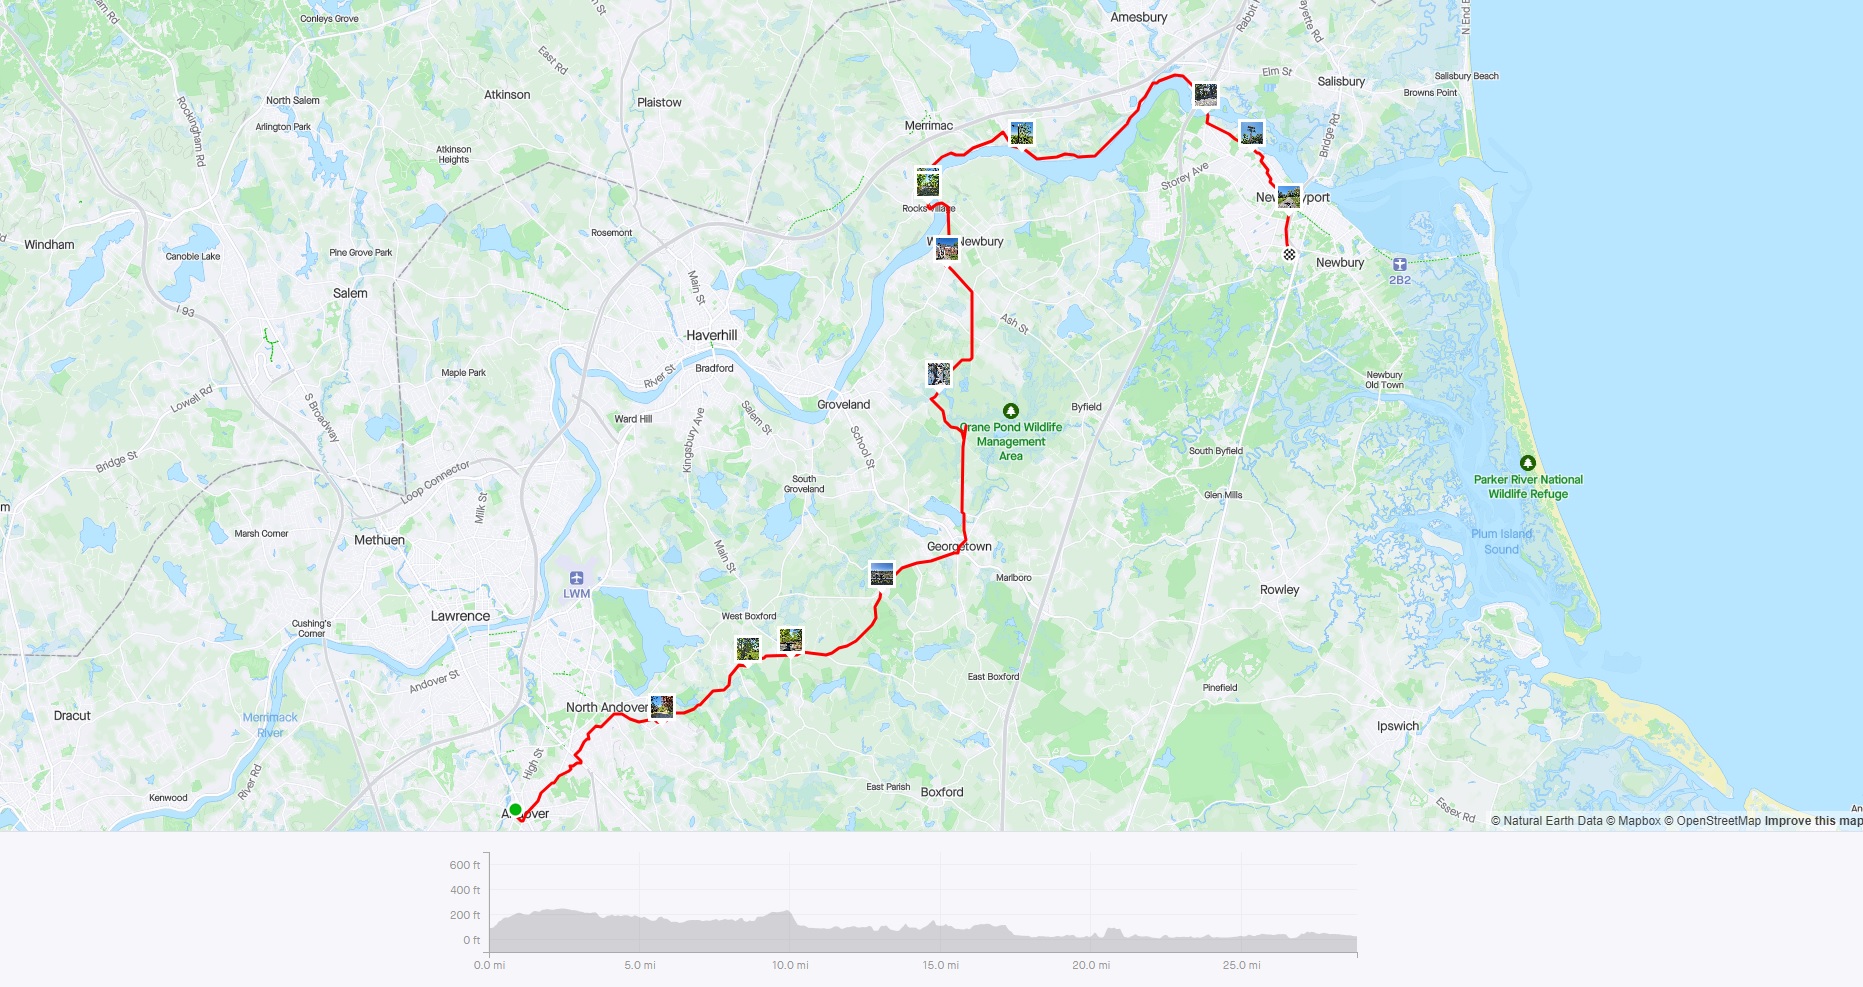 Conleys Grove
Amesbury
Rabbit
N End B
East Rd
Elm St
Salisbury
Salisbury Beach
Browns Point
Atkinson
North Salem
Plaistow
Rockingham Rd
Arlington Park
Merrimac
Bridge Rd
Atkinson
Heights
Storey Ave
Rocks Village
Rosemont
Windham
Canobie Lake
Pine Grove Park
Newbury
Newbury
2B2
Main St
Salem
I 93
Ash St
Haverhill
Bradford
River St
Maple Park
Newbury
Old Town
Lowell Rd
S Broadway
Groveland
Byfield
Ward Hill
Salem St
Kingsbury Ave
Crane Pond Wildlife
Management
Area
School St
Bridge St
Loop Connector
South Byfield
South
Groveland
Parker River National
Wildlife Refuge
Glen Mills
Milk St
Marsh Corner
Methuen
Georgetown
Plum Island
Sound
Main St
Marlboro
LWM
Rowley
Lawrence
West Boxford
Cushing's
Corner
Andover St
East Boxford
Pinefield
North Andover
Dracut
Merrimack
River
Ipswich
High St
River Rd
East Parish
Boxford
Kenwood
Andover
Essex Rd
© Natural Earth Data © Mapbox © OpenStreetMap Improve this map
600 ft
400 ft
200 ft
0 ft
0.0 mi
5.0 mi
10.0 mi
15.0 mi
20.0 mi
25.0 mi